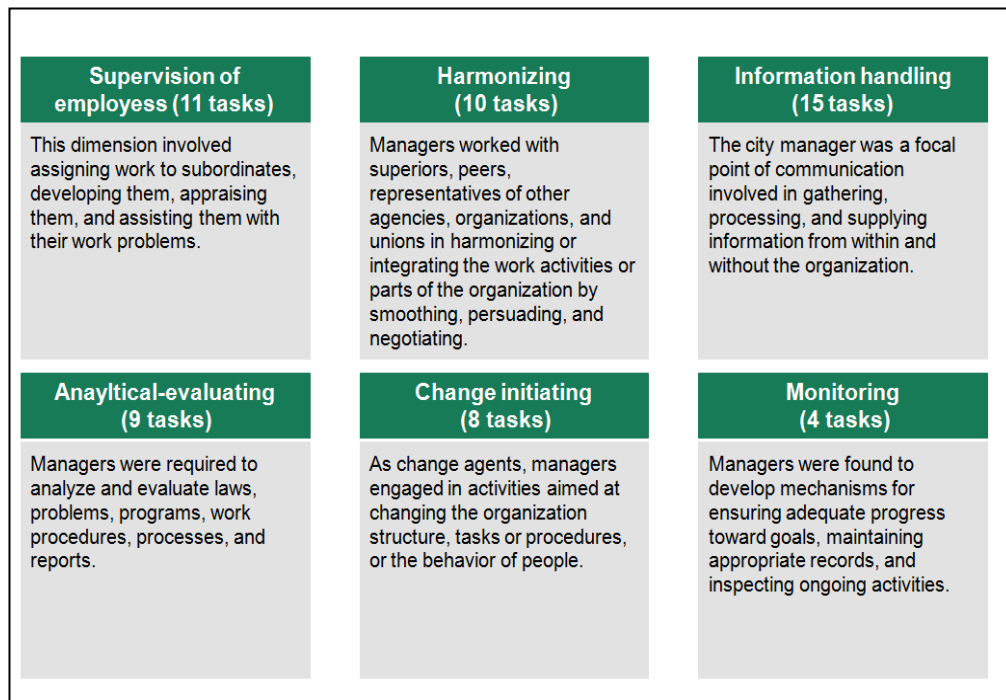 Supervision of
employess (11 tasks)
This dimension involved
assigning work to subordinates,
developing them, appraising
them, and assisting them with
their work problems.
Harmonizing
(10 tasks)
Managers worked with
superiors, peers,
representatives of other
agencies, organizations, and
unions in harmonizing or
integrating the work activities or
parts of the organization by
smoothing, persuading, and
negotiating.
Information handling
(15 tasks)
The city manager was a focal
point of communication
involved in gathering,
processing, and supplying
information from within and
without the organization.
Anayltical-evaluating
(9 tasks)
Managers were required to
analyze and evaluate laws,
problems, programs, work
procedures, processes, and
reports.
Change initiating
(8 tasks)
As change agents, managers
engaged in activities aimed at
changing the organization
structure, tasks or procedures,
or the behavior of people.
Monitoring
(4 tasks)
Managers were found to
develop mechanisms for
ensuring adequate progress
toward goals, maintaining
appropriate records, and
inspecting ongoing activities.